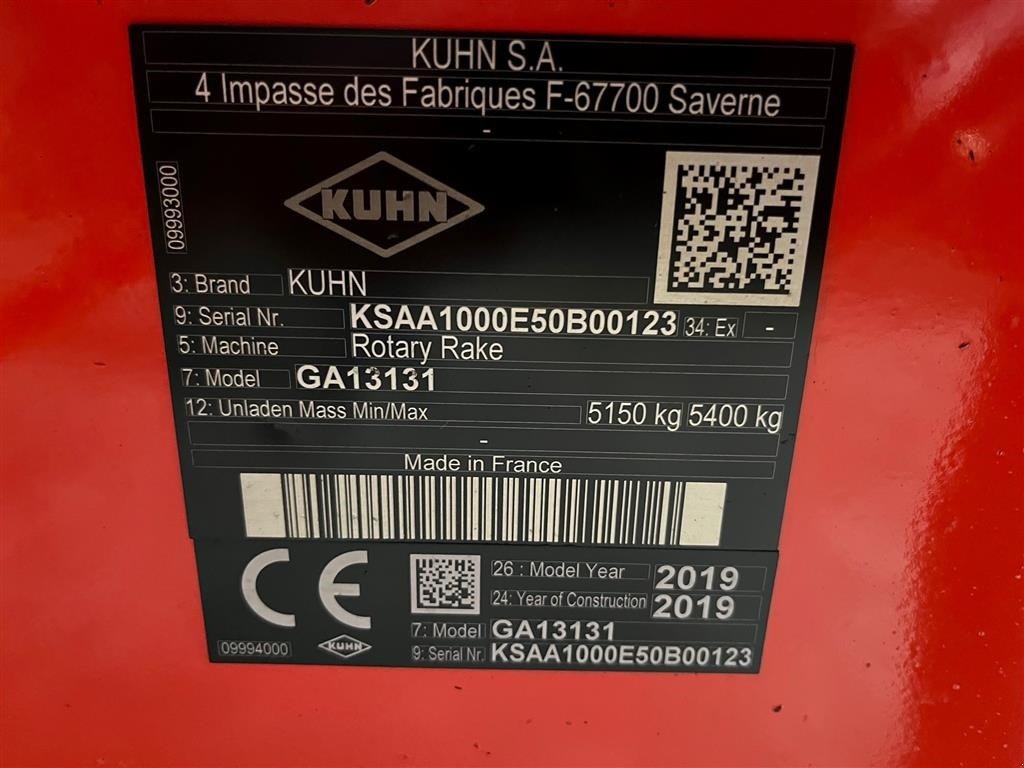 KUHN S.A.
4 Impasse des Fabriques F-67700 Saverne
-
09993000
KUHN
3: Brand KUHN
9: Serial Nr. KSAA1000E50B00123 34: Ex -
5: Machine Rotary Rake
7: Model GA13131
12: Unladen Mass Min/Max 5150 kg 5400 kg
-
Made in France
CE
26 : Model Year 2019
24: Year of Construction 2019
7: Model GA13131
09994000 KUHN 9: Serial Nr. KSAA1000E50B00123